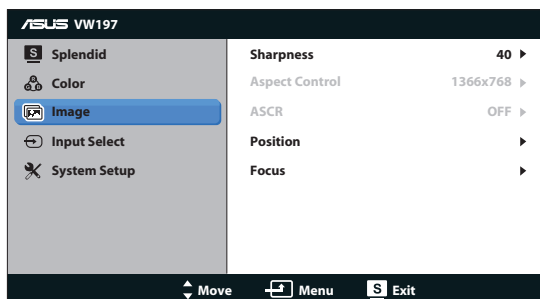 ASUS VW197
S Splendid
Color
Image
Input Select
System Setup
Sharpness 40
Aspect Control 1366x768
ASCR OFF
Position
Focus
Move Menu S Exit